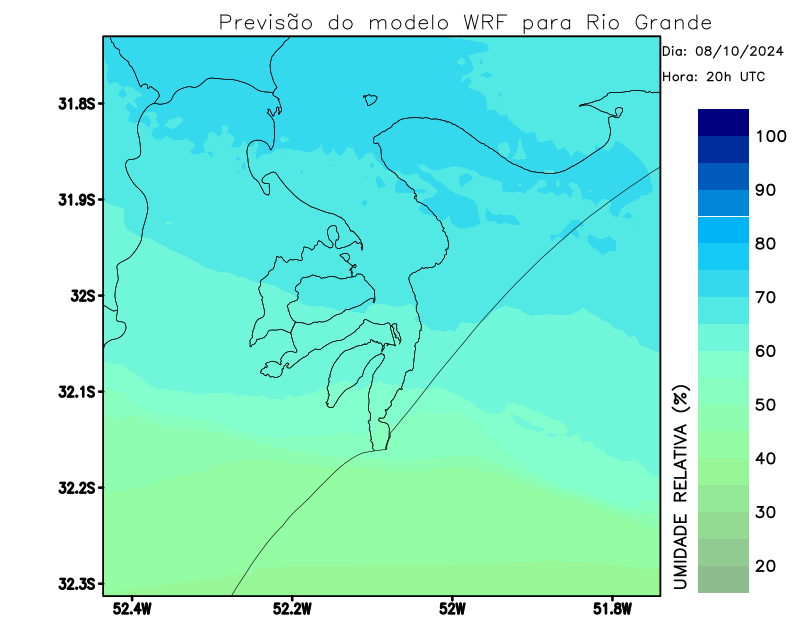 Previsão do modelo WRF para Rio Grande
Dia: 08/10/2024
Hora: 20h UTC
31.8S
31.9S
32S
32.1S
32.2S
32.3S
52.4W
52.2W
52W
51.8W
100
90
80
70
60
50
40
30
20
UMIDADE RELATIVA (%)